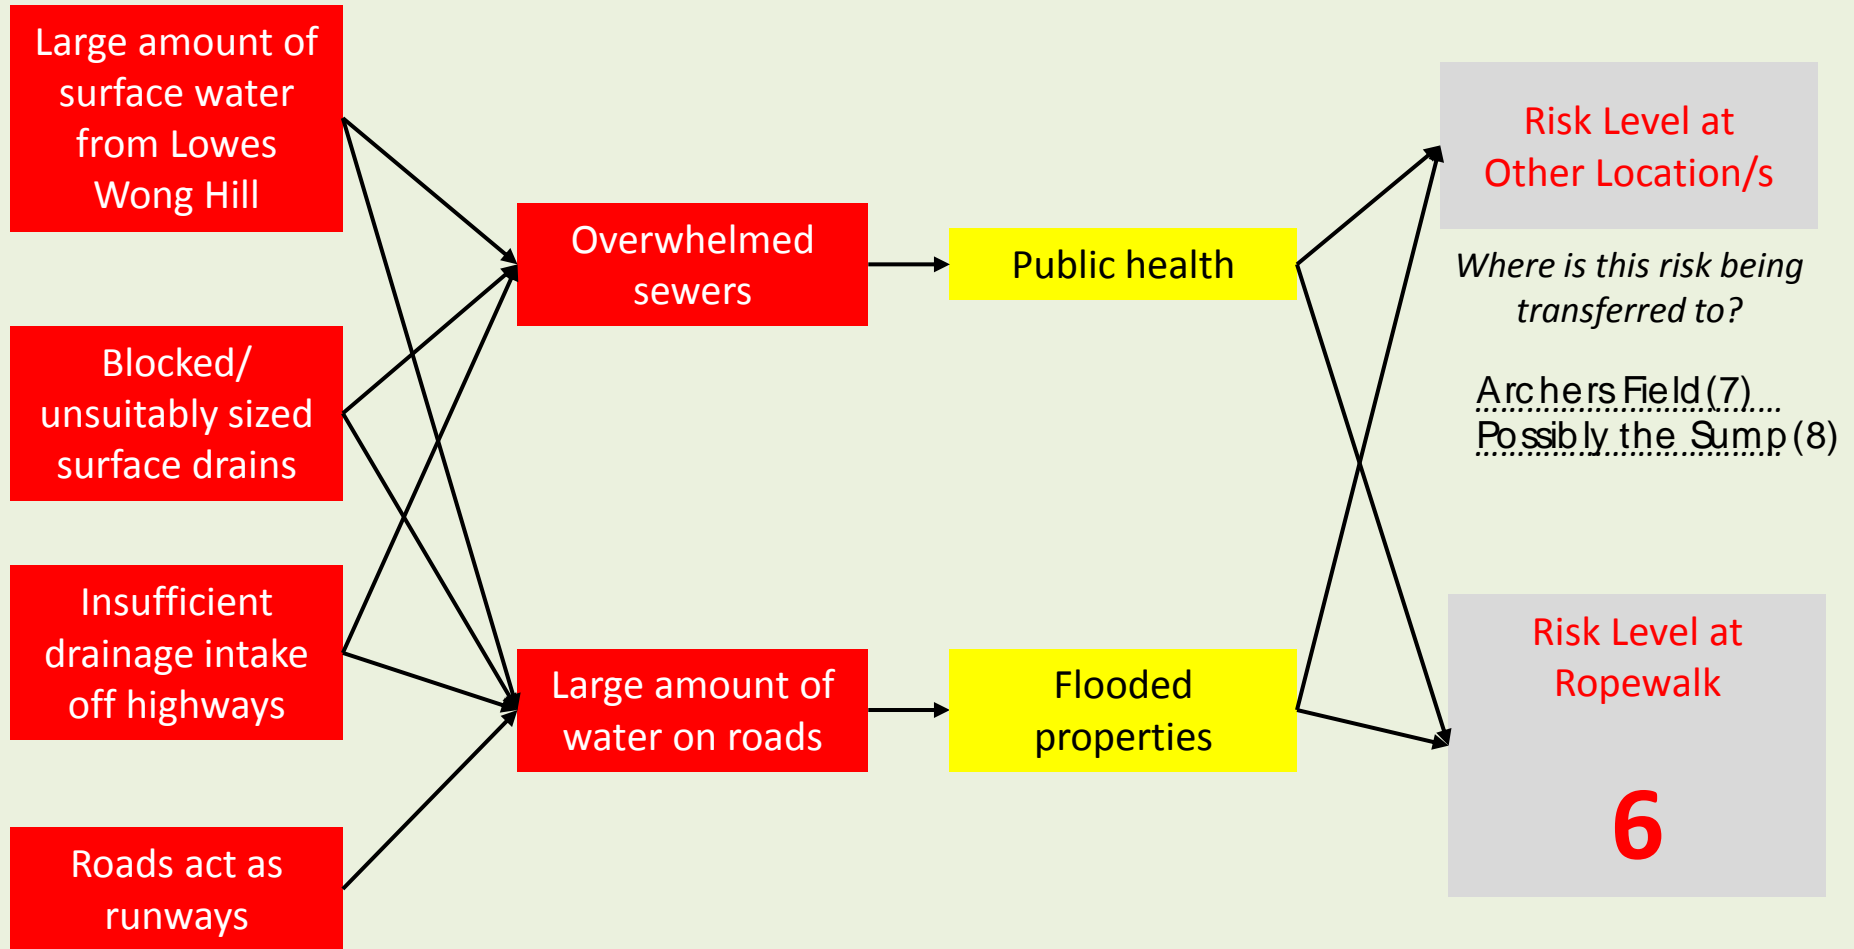 Large amount of
surface water
from Lowes
Wong Hill
Blocked/
unsuitably sized
surface drains
Insufficient
drainage intake
off highways
Roads act as
runways
Overwhelmed
sewers
Large amount of
water on roads
Public health
Flooded
properties
Risk Level at
Other Location/s
Where is this risk being
transferred to?
Archers Field (7)
Possibly the Sump (8)
Risk Level at
Ropewalk
6